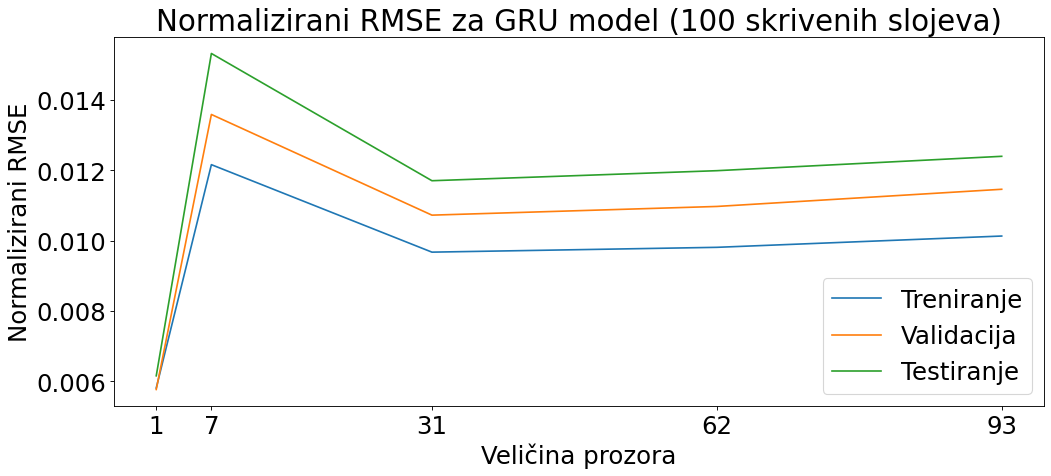 Normalizirani RMSE za GRU model (100 skrivenih slojeva)
Normalizirani RMSE
0.014
0.012
0.010
0.008
0.006
Treniranje
Validacija
Testiranje
1 7 31 62 93
Veličina prozora